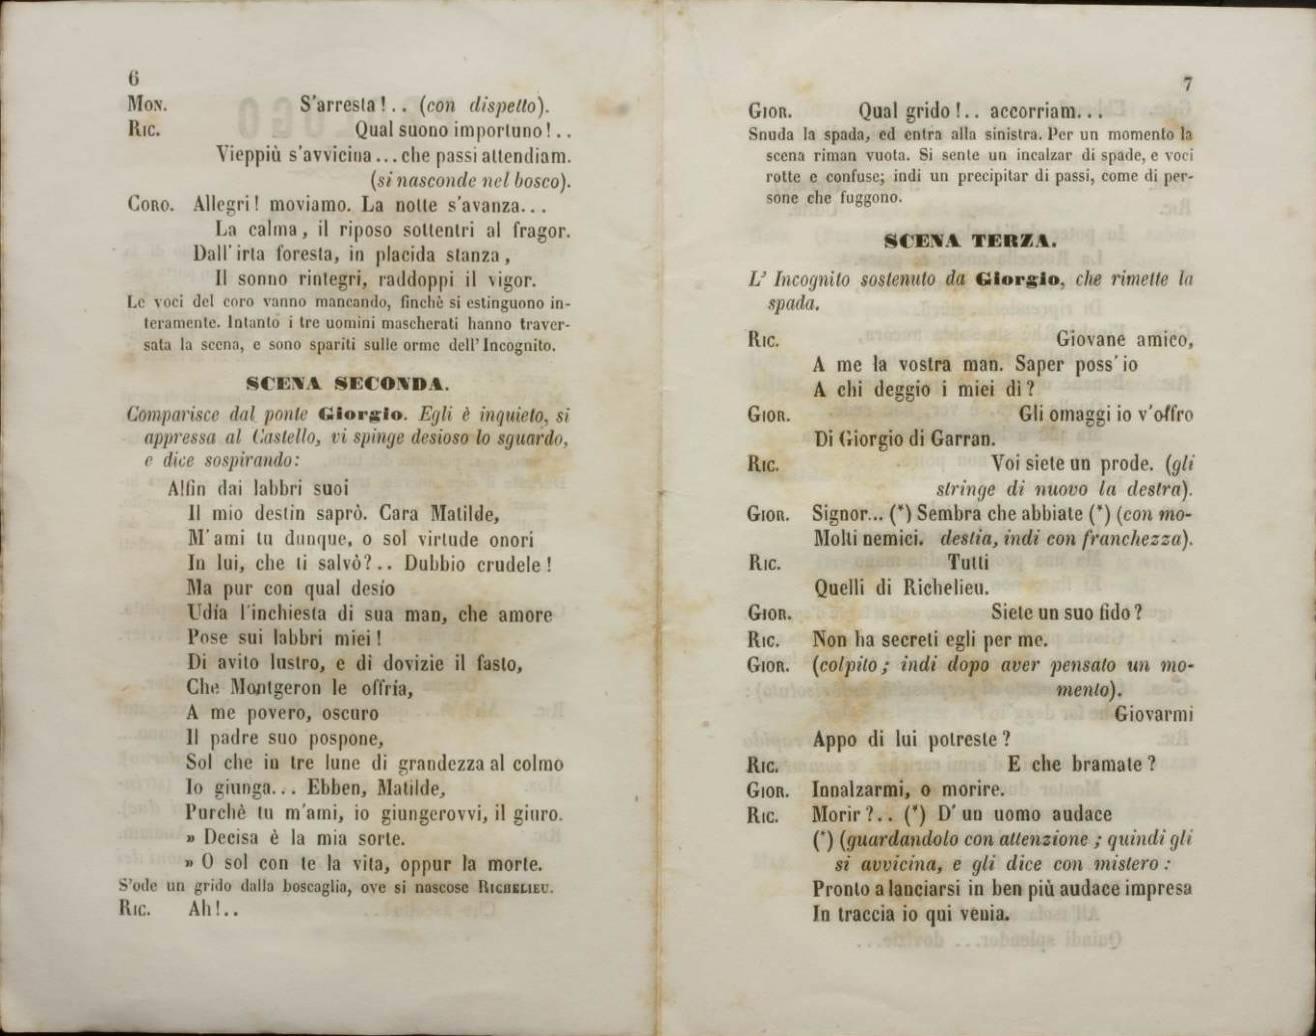 6
MON. S'arresta!.. (con dispetto).
RIC. Qual suono importuno!..
Vieppiù s'avvicina...che passi attendiam.
(si nasconde nel bosco).
CORO. Allegri! moviamo. La notte s'avanza...
La calma, il riposo sottentri al fragor.
Dall'irta foresta, in placida stanza,
Il sonno rintegri, raddoppi il vigor.
Le voci del coro vanno mancando, finchè si estinguono in-
teramente. Intanto i tre uomini mascherati hanno traver-
sata la scena, e sono spariti sulle orme dell'Incognito.
SCENA SECONDA.
Comparisce dal ponte Giorgio. Egli è inquieto, si
appressa al Castello, vi spinge desioso lo sguardo,
e dice sospirando:
Alfin dai labbri suoi
Il mio destin saprò. Cara Matilde,
M'ami tu dunque, o sol virtude onori
In lui, che ti salvò?.. Dubbio crudele!
Ma pur con qual desío
Udía l'inchiesta di sua man, che amore
Pose sui labbri miei!
Di avito lustro, e di dovizie il fasto,
Che Montgeron le offría,
A me povero, oscuro
Il padre suo pospone,
Sol che in tre lune di grandezza al colmo
Io giunga... Ebben, Matilde,
Purchè tu m'ami, io giungerovvi, il giuro.
» Decisa è la mia sorte.
» O sol con te la vita, oppur la morte.
S'ode un grido dalla boscaglia, ove si nascose RICHELIEU.
RIC. Ah!..
7
GIOR. Qual grido!.. accorriam...
Snuda la spada, ed entra alla sinistra. Per un momento la
scena riman vuota. Si sente un incalzar di spade, e voci
rotte e confuse; indi un precipitar di passi, come di per-
sone che fuggono.
SCENA TERZA.
L'Incognito sostenuto da Giorgio, che rimette la
spada.
RIC. Giovane amico,
A me la vostra man. Saper poss'io
A chi deggio i miei dì?
GIOR. Gli omaggi io v'offro
Di Giorgio di Garran.
RIC. Voi siete un prode. (gli
stringe di nuovo la destra).
GIOR. Signor... (*) Sembra che abbiate (*) (con mo-
Molti nemici. destia, indi con franchezza).
RIC. Tutti
Quelli di Richelieu.
GIOR. Siete un suo fido?
RIC. Non ha secreti egli per me.
GIOR. (colpito; indi dopo aver pensato un mo-
mento).
Giovarmi
Appo di lui potreste?
RIC. E che bramate?
GIOR. Innalzarmi, o morire.
RIC. Morir?.. (*) D'un uomo audace
(*) (guardandolo con attenzione; quindi gli
si avvicina, e gli dice con mistero:
Pronto a lanciarsi in ben più audace impresa
In traccia io qui venia.